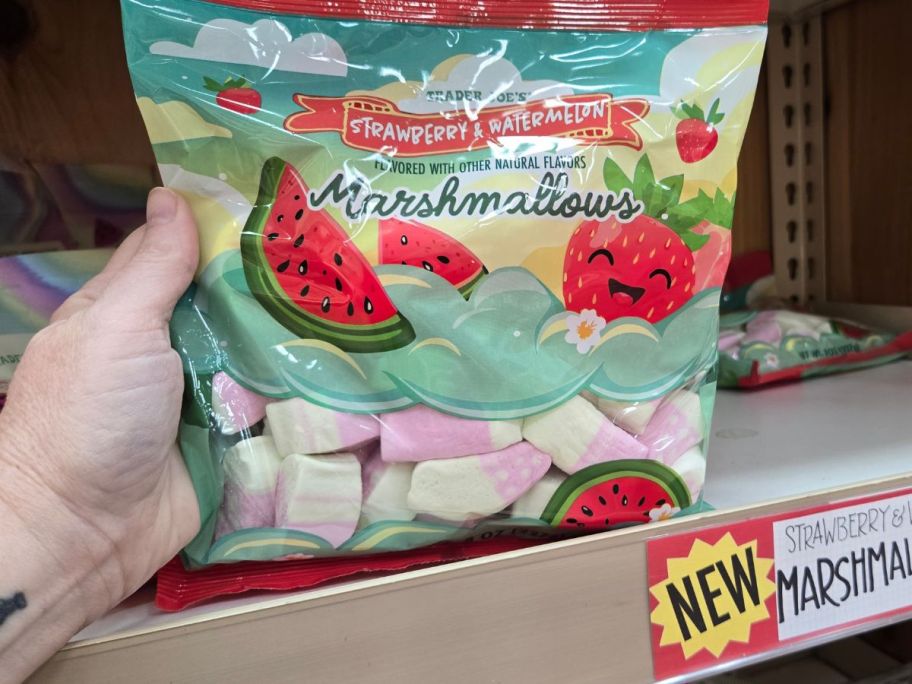 TRADER JOE'S
STRAWBERRY & WATERMELON
FLAVORED WITH OTHER NATURAL FLAVORS
Marshmallows
NEW
STRAWBERRY &
MARSHMAL